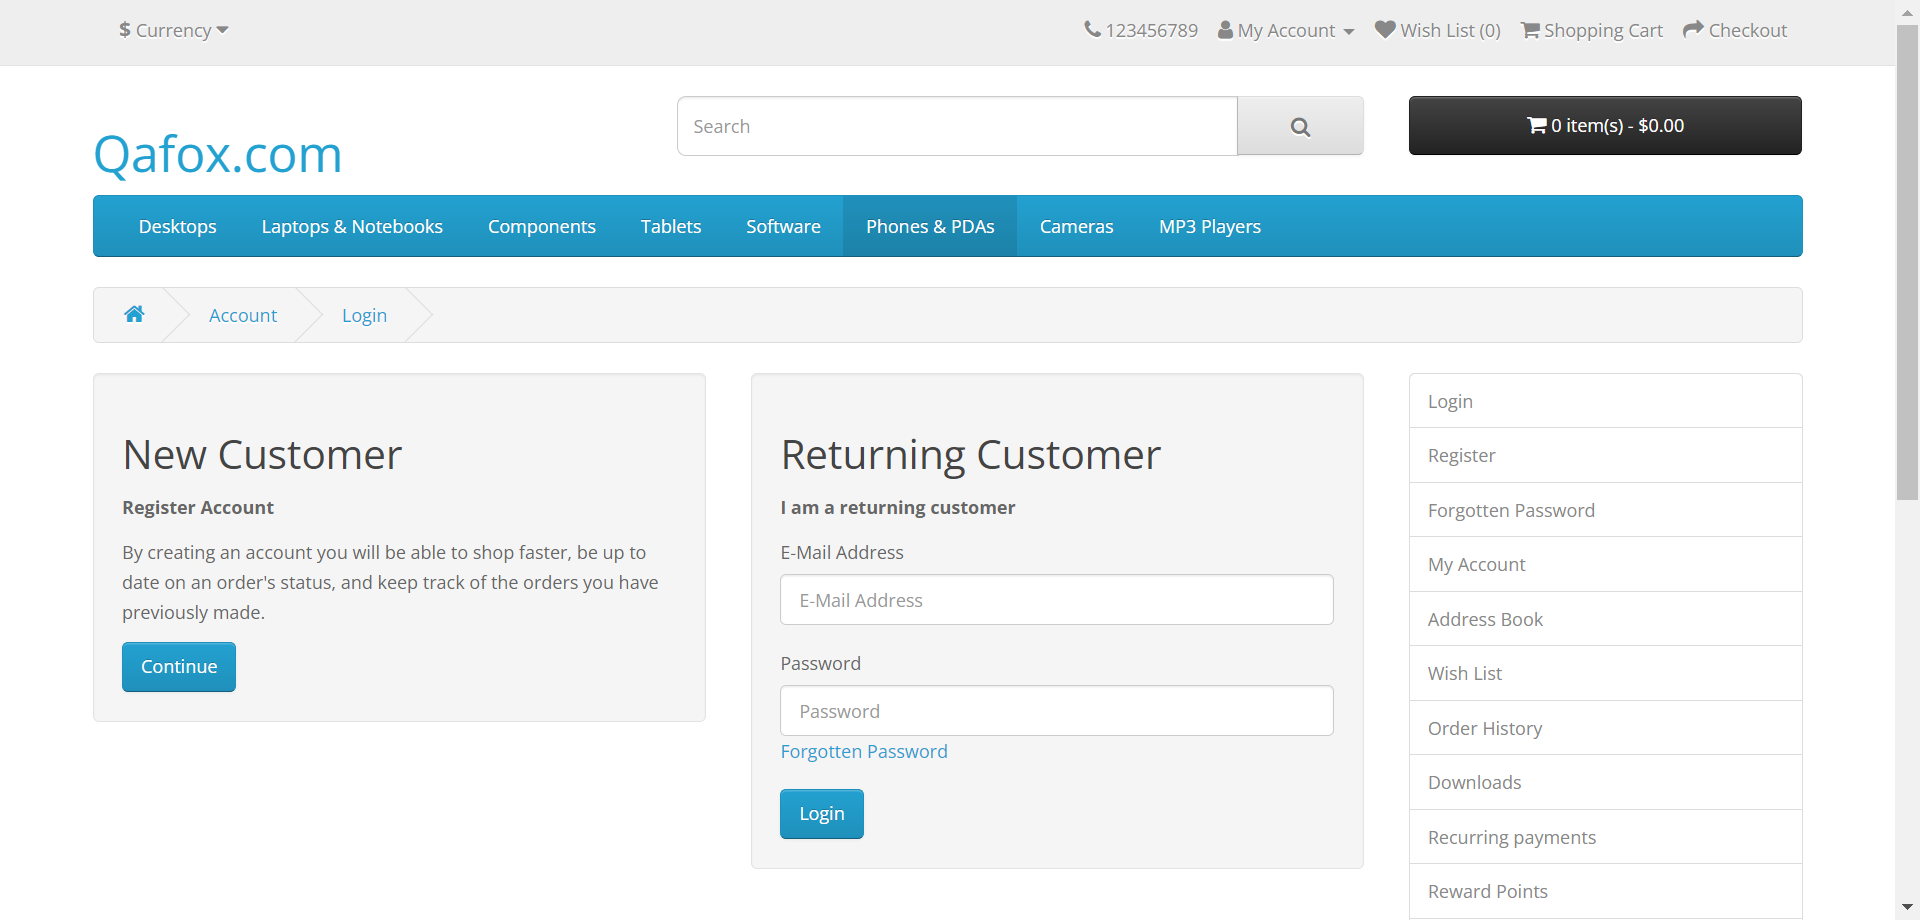 $ Currency
123456789 My Account Wish List (0) Shopping Cart Checkout
Qafox.com
Search
0 item(s) - $0.00
Desktops Laptops & Notebooks Components Tablets Software Phones & PDAs Cameras MP3 Players
Account Login
New Customer
Register Account
By creating an account you will be able to shop faster, be up to
date on an order's status, and keep track of the orders you have
previously made.
Continue
Returning Customer
I am a returning customer
E-Mail Address
E-Mail Address
Password
Password
Forgotten Password
Login
Login
Register
Forgotten Password
My Account
Address Book
Wish List
Order History
Downloads
Recurring payments
Reward Points